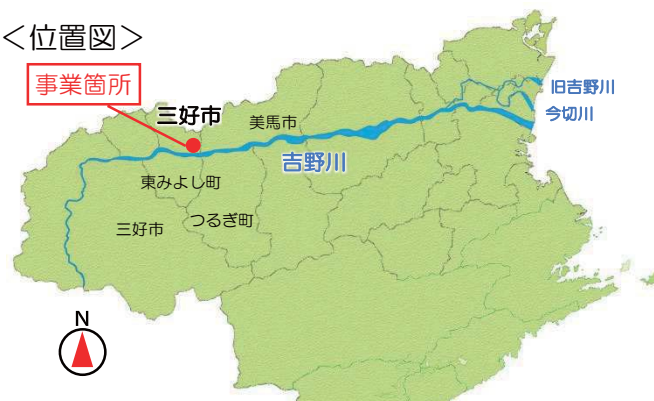 ＜位置図＞
事業箇所
三好市
美馬市
旧吉野川
今切川
吉野川
東みよし町
つるぎ町
三好市
N